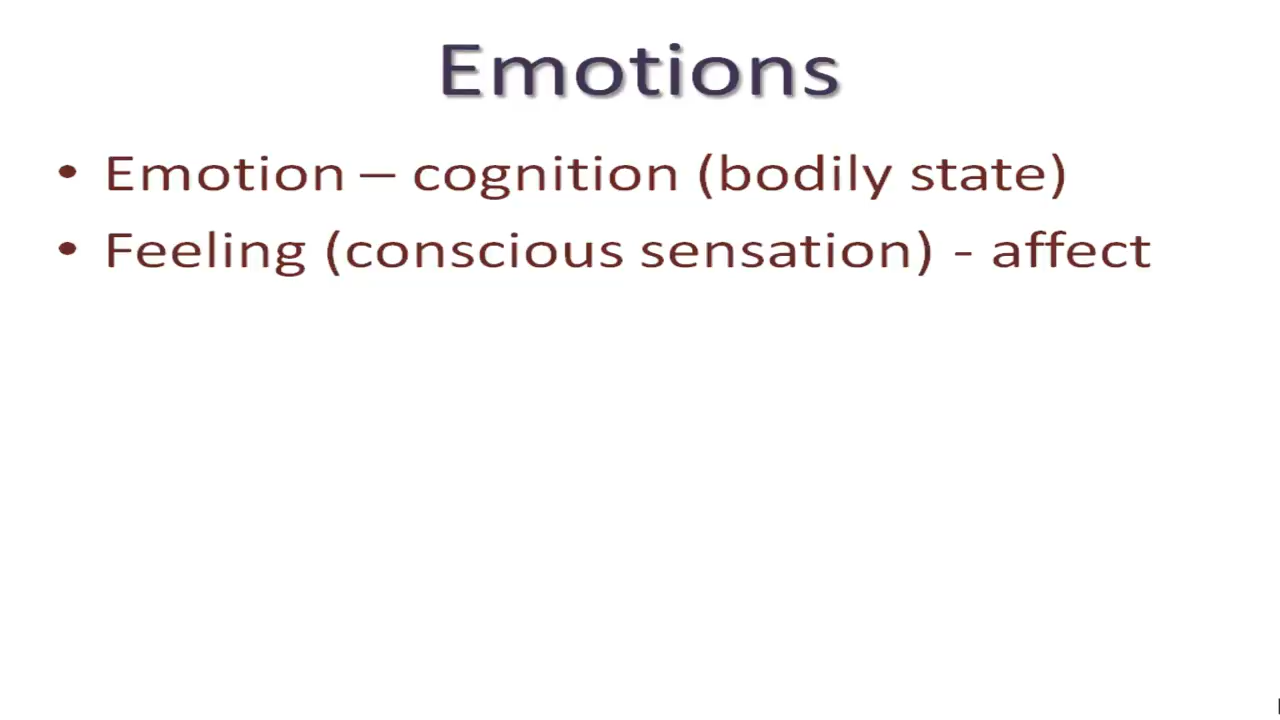 Emotions
• Emotion – cognition (bodily state)
• Feeling (conscious sensation) - affect